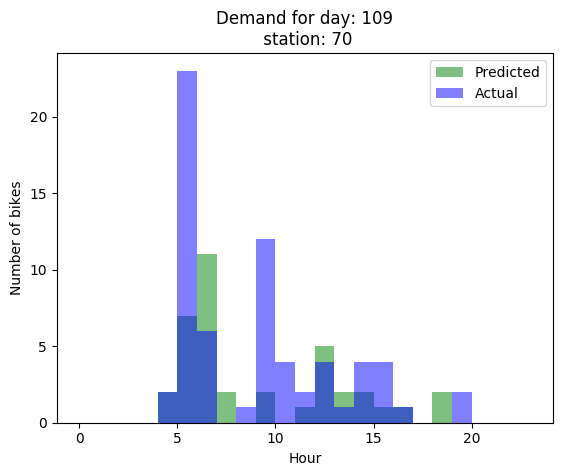 Demand for day: 109
station: 70
Predicted
Actual
Number of bikes
20
15
10
5
0
0
5
10
15
20
Hour